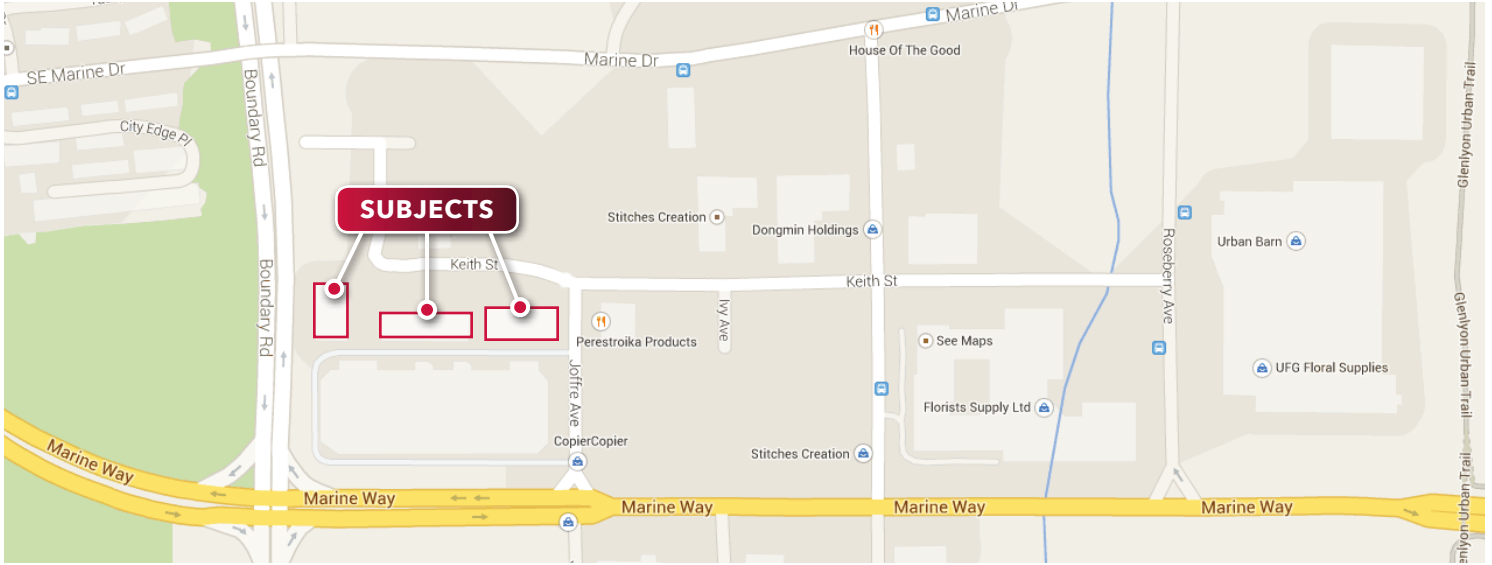 Marine Dr
House Of The Good
Marine Dr
SE Marine Dr
Boundary Rd
City Edge Pl
Glenlyon Urban Trail
SUBJECTS
Stitches Creation
Dongmin Holdings
Urban Barn
Keith St
Boundary Rd
Keith St
Roseberry Ave
Ivy Ave
Perestroika Products
See Maps
Glenlyon Urban Trail
Joffre Ave
UFG Floral Supplies
Florists Supply Ltd
CopierCopier
Stitches Creation
Marine Way
Marine Way
Marine Way
Marine Way
Marine Way
enlyon Urban Trail